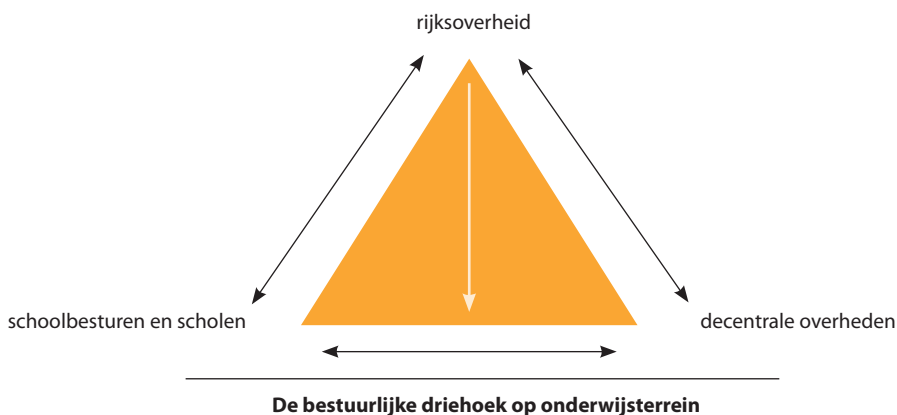 rijksoverheid
schoolbesturen en scholen
decentrale overheden
De bestuurlijke driehoek op onderwijsterrein